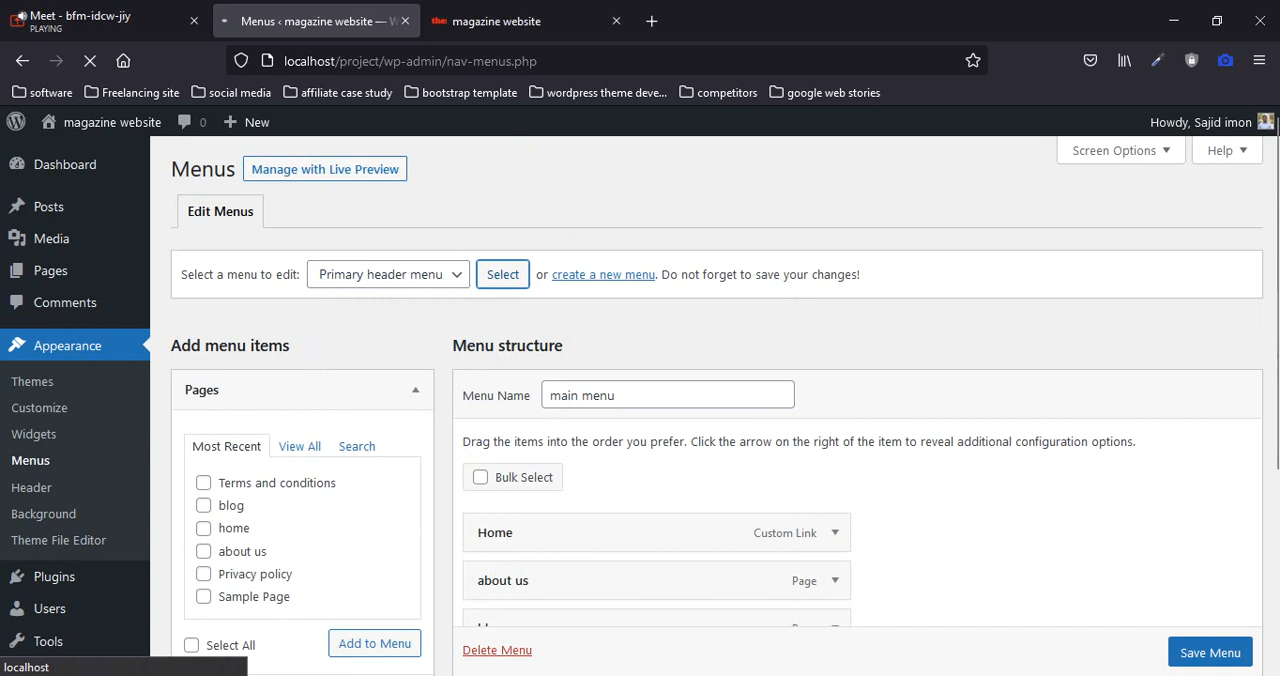 Meet - bfm-idcw-jiy
PLAYING
Menus ‹ magazine website —
magazine website
localhost/project/wp-admin/nav-menus.php
software Freelancing site social media affiliate case study bootstrap template wordpress theme deve... competitors google web stories
magazine website 0 New Howdy, Sajid imon
Screen Options Help
Dashboard
Posts
Media
Pages
Comments
Appearance
Themes
Customize
Widgets
Menus
Header
Background
Theme File Editor
Plugins
Users
Tools
localhost
Menus Manage with Live Preview
Edit Menus
Select a menu to edit: Primary header menu Select or create a new menu. Do not forget to save your changes!
Add menu items
Pages
Most Recent View All Search
Terms and conditions
blog
home
about us
Privacy policy
Sample Page
Select All Add to Menu
Menu structure
Menu Name main menu
Drag the items into the order you prefer. Click the arrow on the right of the item to reveal additional configuration options.
Bulk Select
Home Custom Link
about us Page
Delete Menu Save Menu